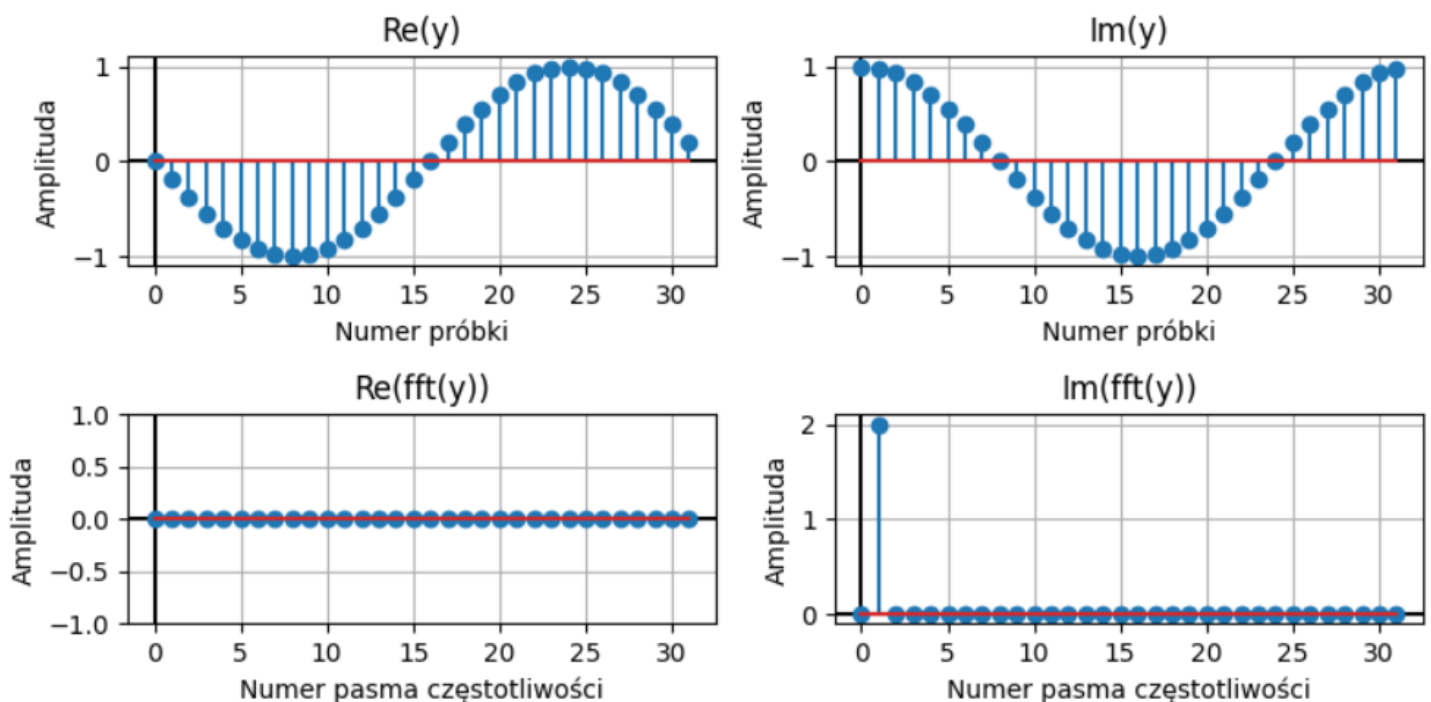 Re(y)
Im(y)
Amplituda
1
0
−1
0 5 10 15 20 25 30
Numer próbki
Amplituda
1
0
−1
0 5 10 15 20 25 30
Numer próbki
Re(fft(y))
Im(fft(y))
Amplituda
1.0
0.5
0.0
−0.5
−1.0
0 5 10 15 20 25 30
Numer pasma częstotliwości
Amplituda
2
1
0
0 5 10 15 20 25 30
Numer pasma częstotliwości